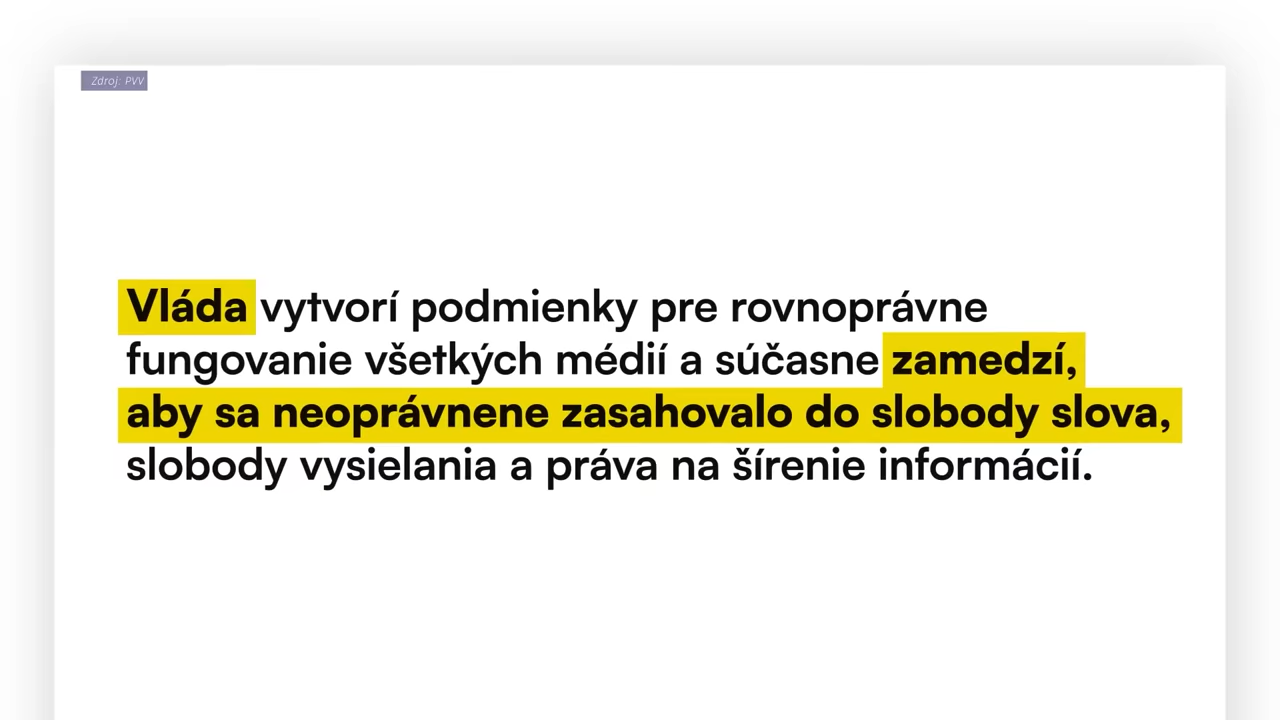 Zdroj: PVV
Vláda vytvorí podmienky pre rovnoprávne
fungovanie všetkých médií a súčasne zamedzí,
aby sa neoprávnene zasahovalo do slobody slova,
slobody vysielania a práva na šírenie informácií.